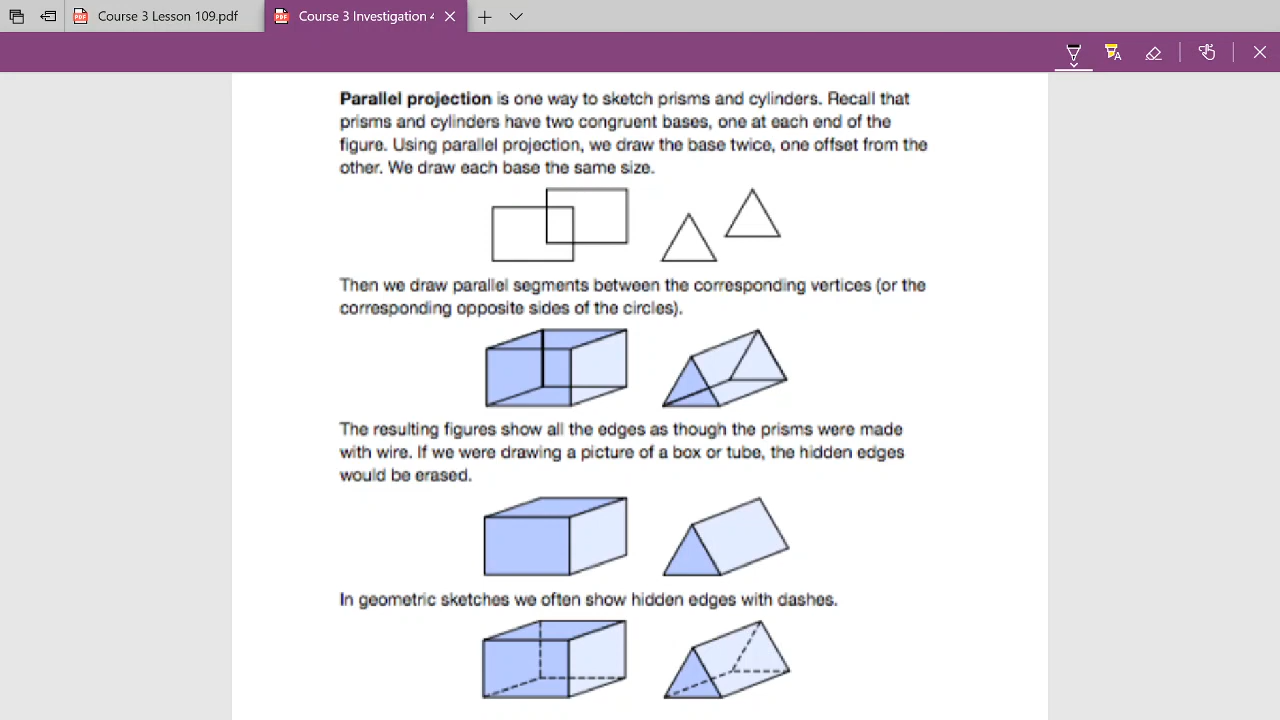 Course 3 Lesson 109.pdf
Course 3 Investigation 4
Parallel projection is one way to sketch prisms and cylinders. Recall that
prisms and cylinders have two congruent bases, one at each end of the
figure. Using parallel projection, we draw the base twice, one offset from the
other. We draw each base the same size.
Then we draw parallel segments between the corresponding vertices (or the
corresponding opposite sides of the circles).
The resulting figures show all the edges as though the prisms were made
with wire. If we were drawing a picture of a box or tube, the hidden edges
would be erased.
In geometric sketches we often show hidden edges with dashes.